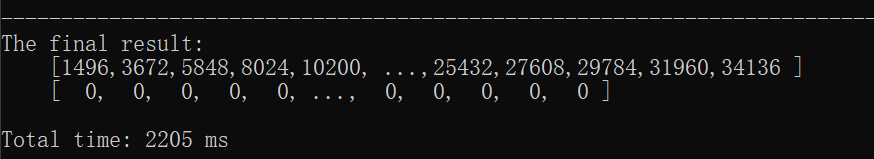 The final result:
[1496,3672,5848,8024,10200, ...,25432,27608,29784,31960,34136 ]
[ 0, 0, 0, 0, 0, ..., 0, 0, 0, 0, 0 ]
Total time: 2205 ms